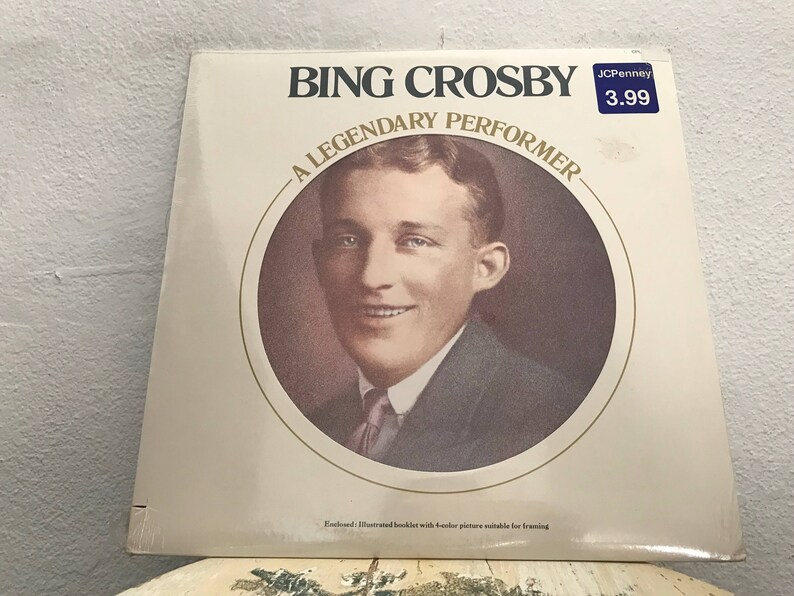 BING CROSBY
JCPenney
3.99
A LEGENDARY PERFORMER
Enclosed: Illustrated booklet with 4-color picture suitable for framing